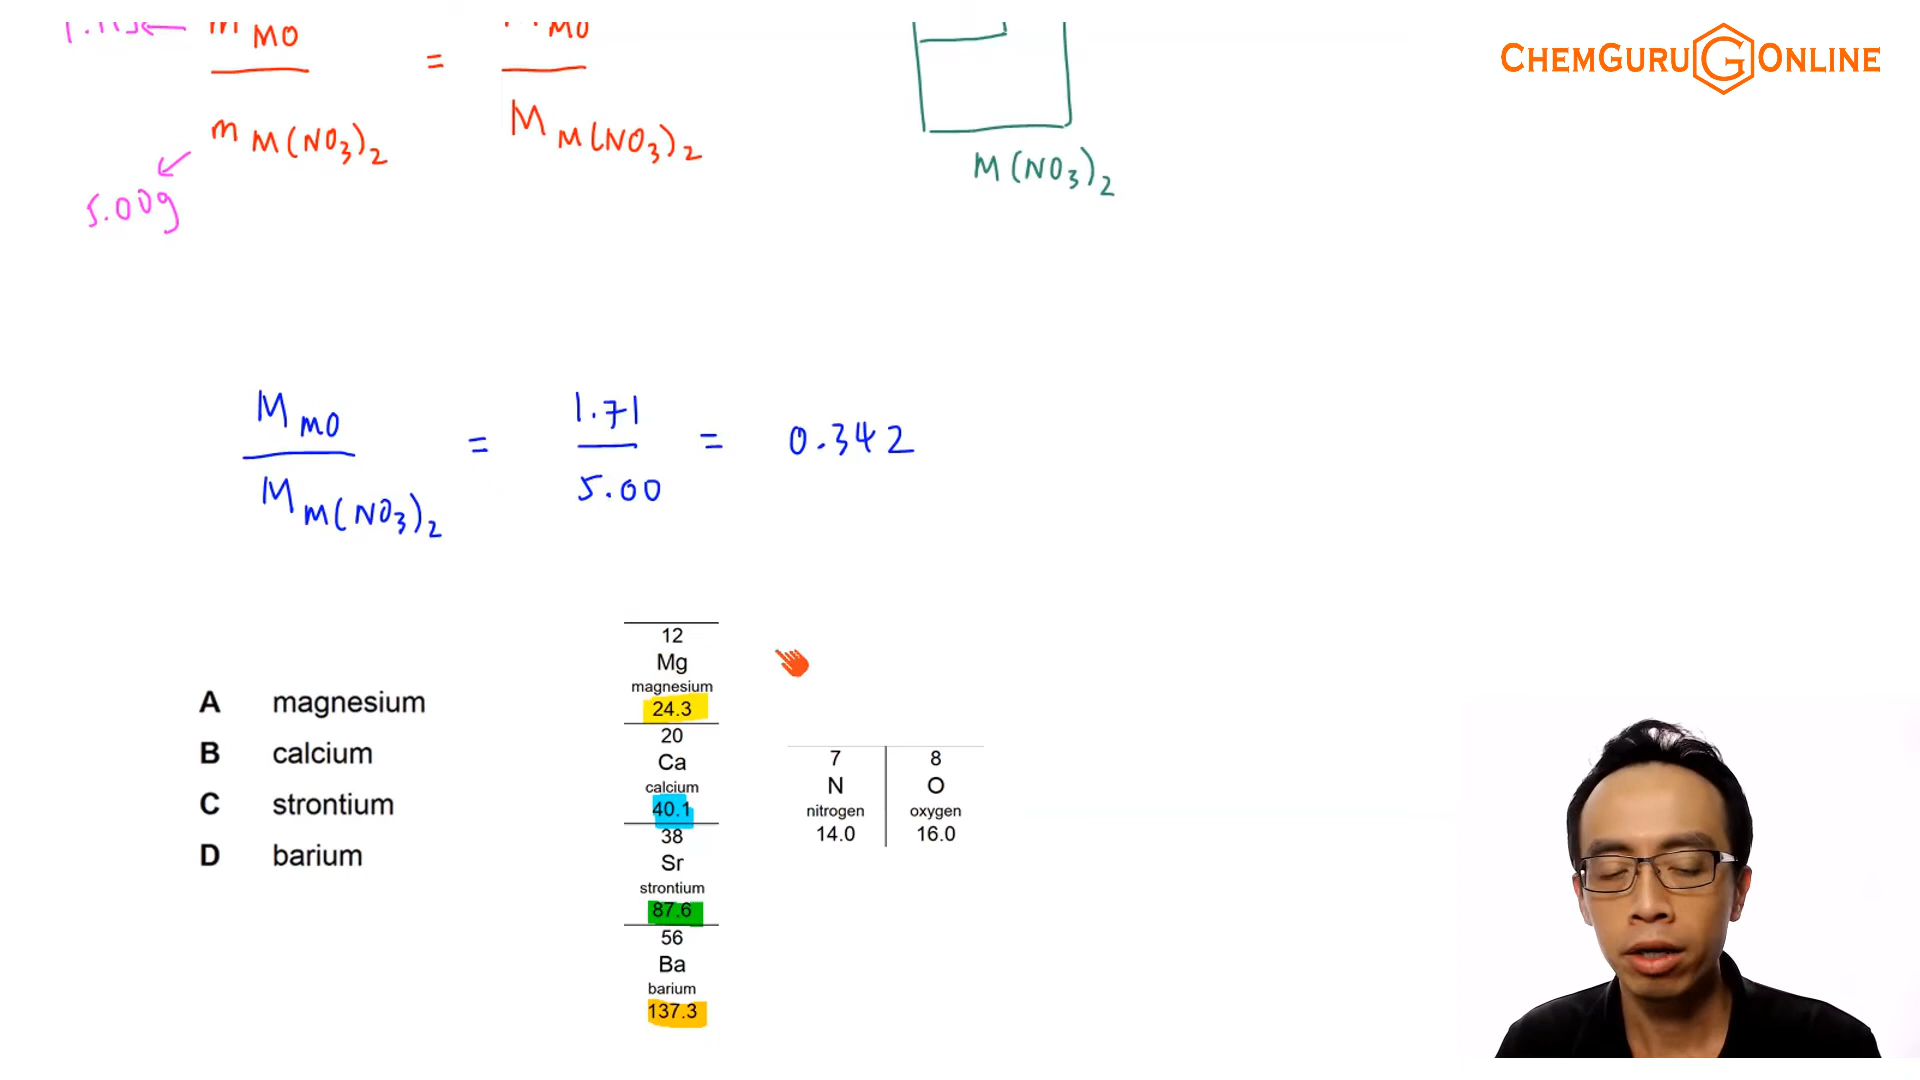 CHEMGURU G ONLINE
m MO = MO
m M(NO3)2 M M(NO3)2
5.00g
M(NO3)2
M MO = 1.71 = 0.342
M M(NO3)2 5.00
A magnesium
B calcium
C strontium
D barium
12
Mg
magnesium
24.3
20
Ca
calcium
40.1
38
Sr
strontium
87.6
56
Ba
barium
137.3
7 8
N O
nitrogen oxygen
14.0 16.0